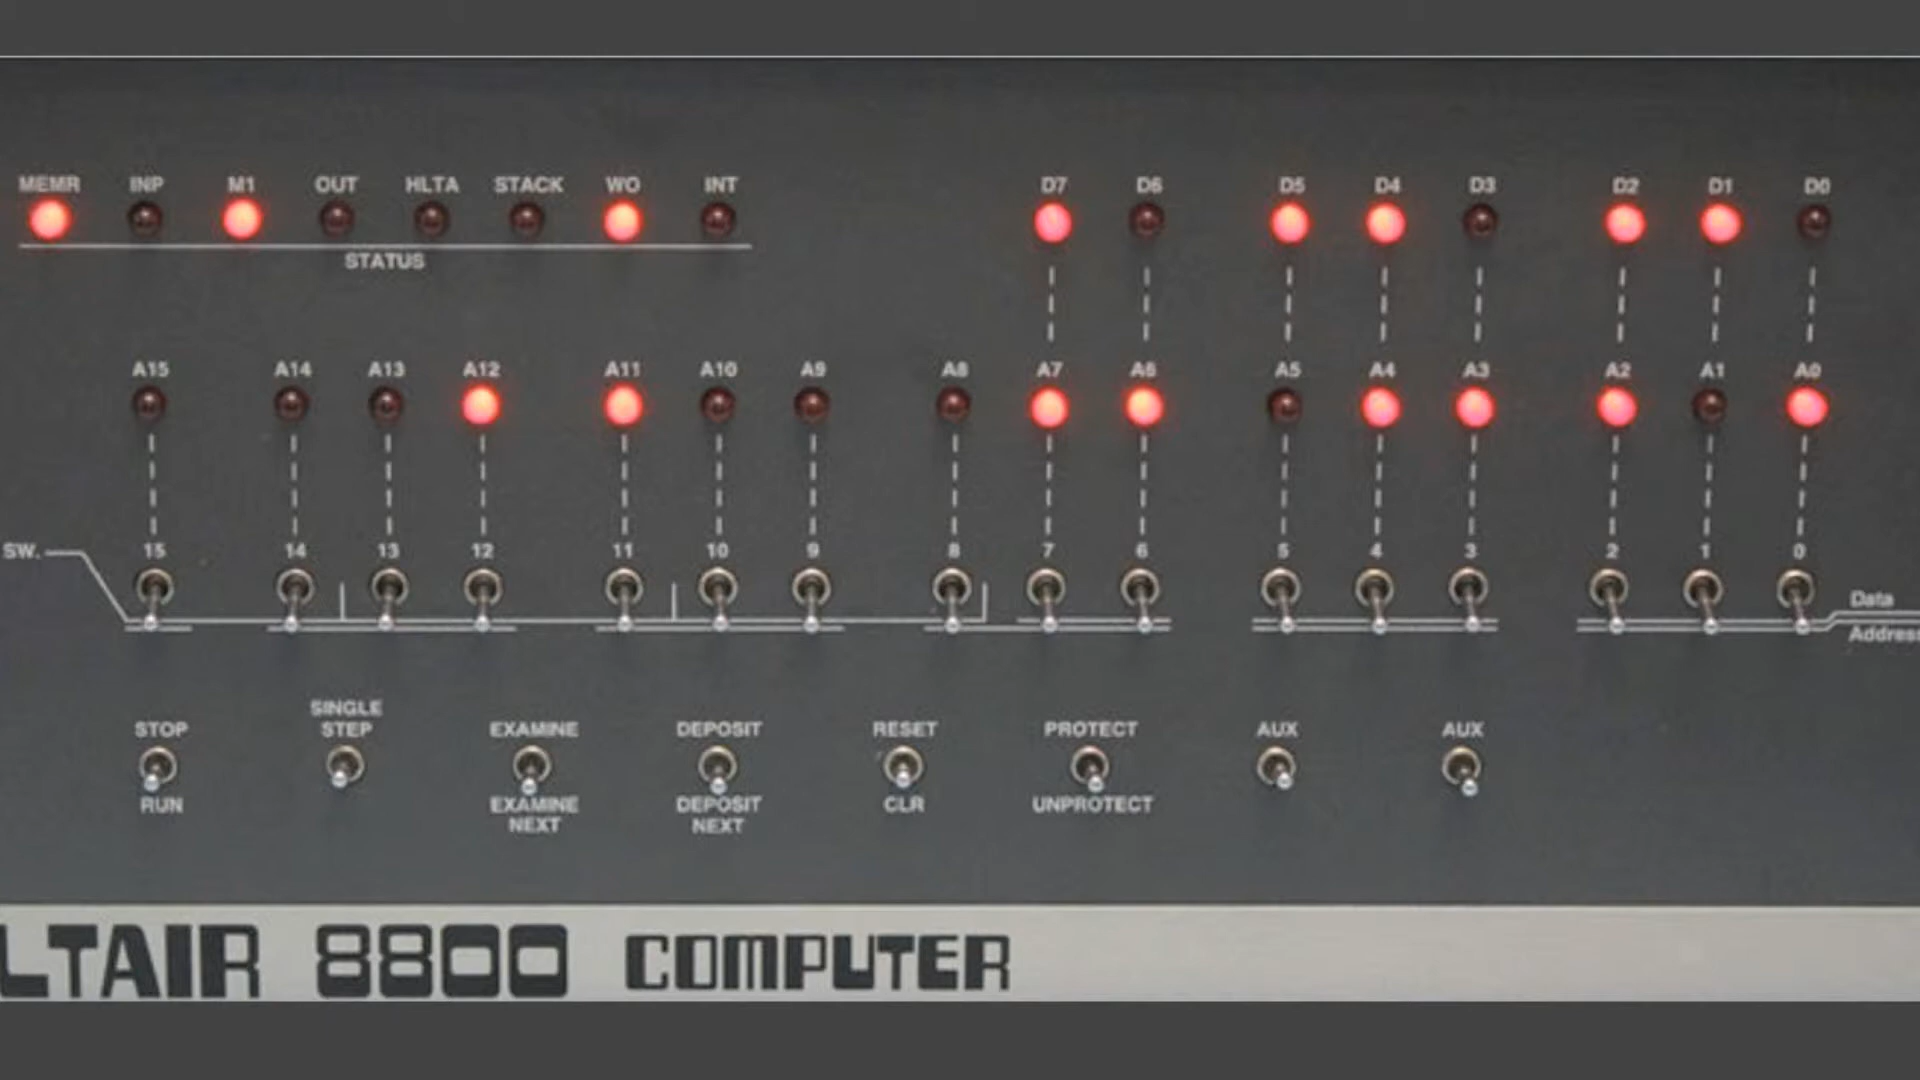 MEMR INP M1 OUT HLTA STACK WO INT D7 D6 D5 D4 D3 D2 D1 D0
STATUS
A15 A14 A13 A12 A11 A10 A9 A8 A7 A6 A5 A4 A3 A2 A1 A0
SW. 15 14 13 12 11 10 9 8 7 6 5 4 3 2 1 0
Data
Address
SINGLE
STOP STEP EXAMINE DEPOSIT RESET PROTECT AUX AUX
RUN EXAMINE DEPOSIT CLR UNPROTECT
NEXT NEXT
LTAIR 8800 COMPUTER